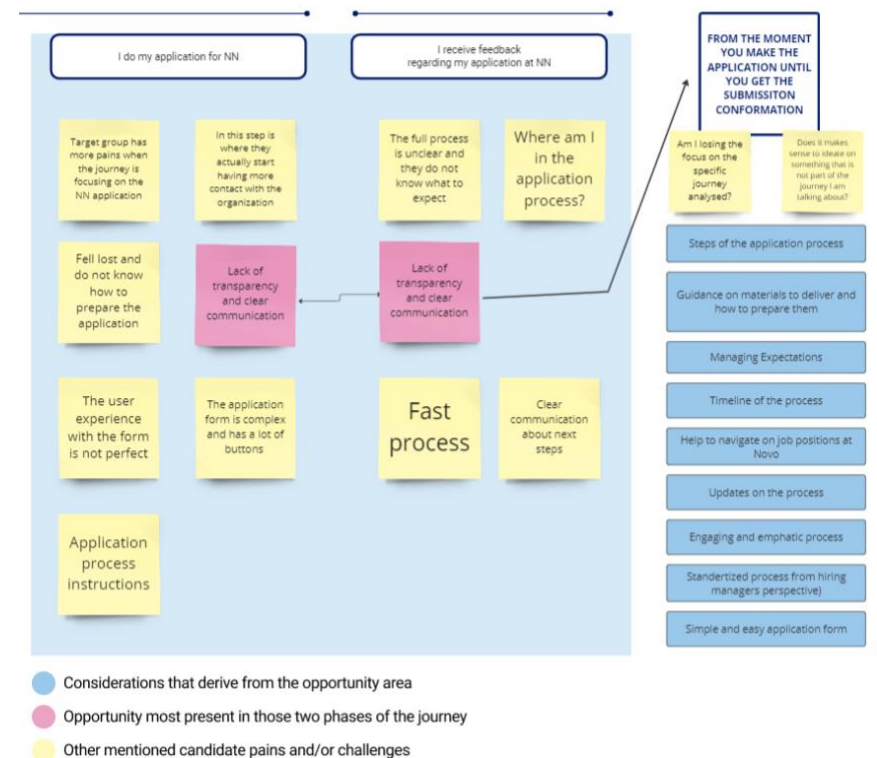 I do my application for NN
I receive feedback
regarding my application at NN
FROM THE MOMENT
YOU MAKE THE
APPLICATION UNTIL
YOU GET THE
SUBMISSITON
CONFORMATION
Target group has
more pains when
the journey is
focusing on the
NN application
In this step is
where they
actually start
having more
contact with the
organization
The full process
is unclear and
they do not
know what to
expect
Where am I
in the
application
process?
Am I losing the
focus on the
specific
journey
analysed?
Does it makes
sense to ideate on
something that is
not part of the
journey I am
talking about?
Fell lost and
do not know
how to
prepare the
application
Lack of
transparency
and clear
communication
Lack of
transparency
and clear
communication
The user
experience
with the form
is not perfect
The application
form is complex
and has a lot of
buttons
Fast
process
Clear
communication
about next
steps
Application
process
instructions
Steps of the application process
Guidance on materials to deliver and
how to prepare them
Managing Expectations
Timeline of the process
Help to navigate on job positions at
Novo
Updates on the process
Engaging and emphatic process
Standertized process from hiring
managers perspective)
Simple and easy application form
Considerations that derive from the opportunity area
Opportunity most present in those two phases of the journey
Other mentioned candidate pains and/or challenges